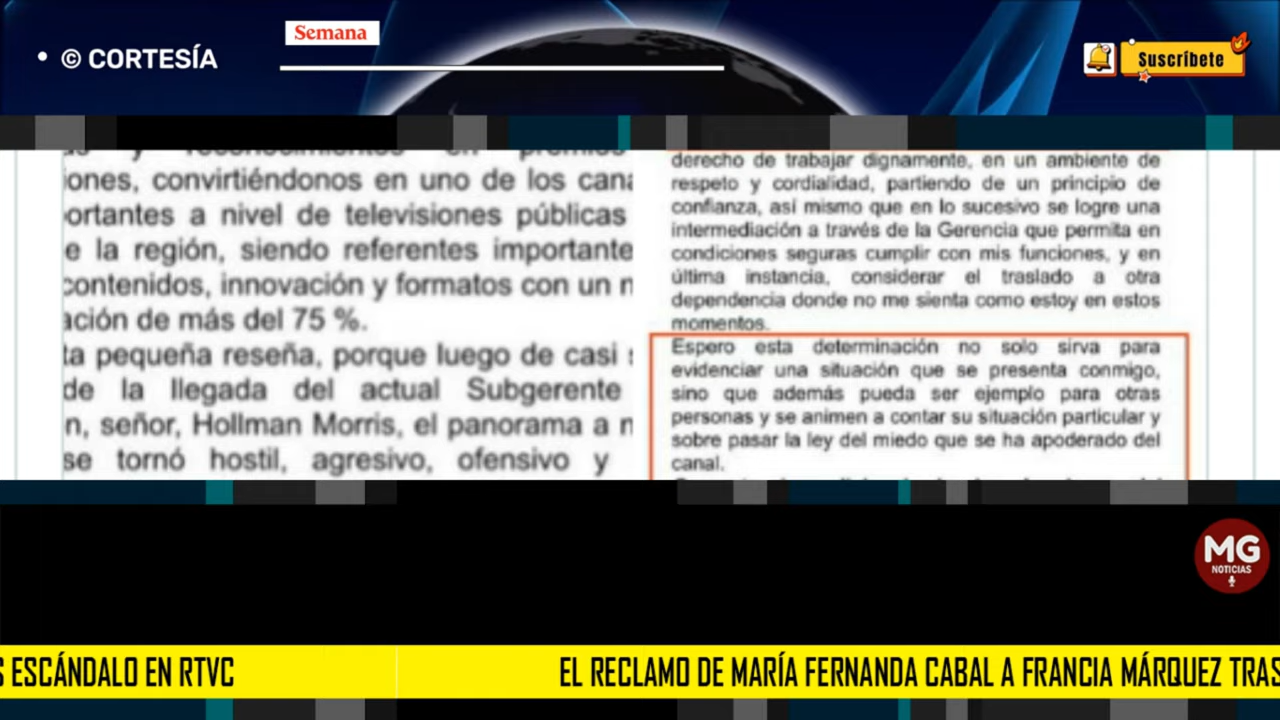 Semana
• © CORTESÍA
Suscríbete
y reconocimientos en premios
iones, convirtiéndonos en uno de los cana
ortantes a nivel de televisiones públicas
e la región, siendo referentes importante
contenidos, innovación y formatos con un n
ación de más del 75 %.
ta pequeña reseña, porque luego de casi
de la llegada del actual Subgerente
n, señor, Hollman Morris, el panorama a n
se tornó hostil, agresivo, ofensivo y
derecho de trabajar dignamente, en un ambiente de
respeto y cordialidad, partiendo de un principio de
confianza, así mismo que en lo sucesivo se logre una
intermediación a través de la Gerencia que permita en
condiciones seguras cumplir con mis funciones, y en
última instancia, considerar el traslado a otra
dependencia donde no me sienta como estoy en estos
momentos.
Espero esta determinación no solo sirva para
evidenciar una situación que se presenta conmigo,
sino que además pueda ser ejemplo para otras
personas y se animen a contar su situación particular y
sobre pasar la ley del miedo que se ha apoderado del
canal.
MG
NOTICIAS
S ESCÁNDALO EN RTVC
EL RECLAMO DE MARÍA FERNANDA CABAL A FRANCIA MÁRQUEZ TRAS